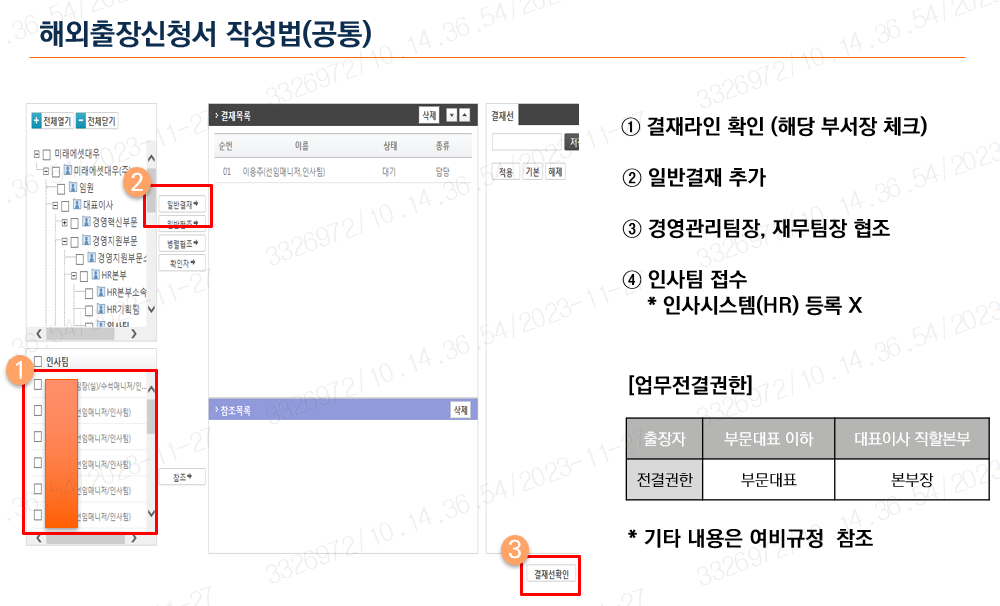 해외출장신청서 작성법(공통)
전체열기 전체닫기
미래에셋대우
미래에셋대우(주)
임원
대표이사
경영혁신부문
경영지원부문
경영지원부문소
HR본부
HR본부소속
HR기획팀
인사팀
2
일반결재
일반협조
병렬협조
확인자
결재목록 삭제
순번 이름 상태 종류
01 이용주(선임매니저,인사팀) 대기 담당
결재선
적용 기본 해제
인사팀
1
팀장(실)/수석매니저/인...
선임매니저/인사팀)
선임매니저/인사팀)
선임매니저/인사팀)
선임매니저/인사팀)
선임매니저/인사팀)
참조
참조목록 삭제
3
결재선확인
① 결재라인 확인 (해당 부서장 체크)
② 일반결재 추가
③ 경영관리팀장, 재무팀장 협조
④ 인사팀 접수
* 인사시스템(HR) 등록 X
[업무전결권한]
출장자 부문대표 이하 대표이사 직할본부
전결권한 부문대표 본부장
* 기타 내용은 여비규정 참조
3326972/10.14.36.54/2023-11-27